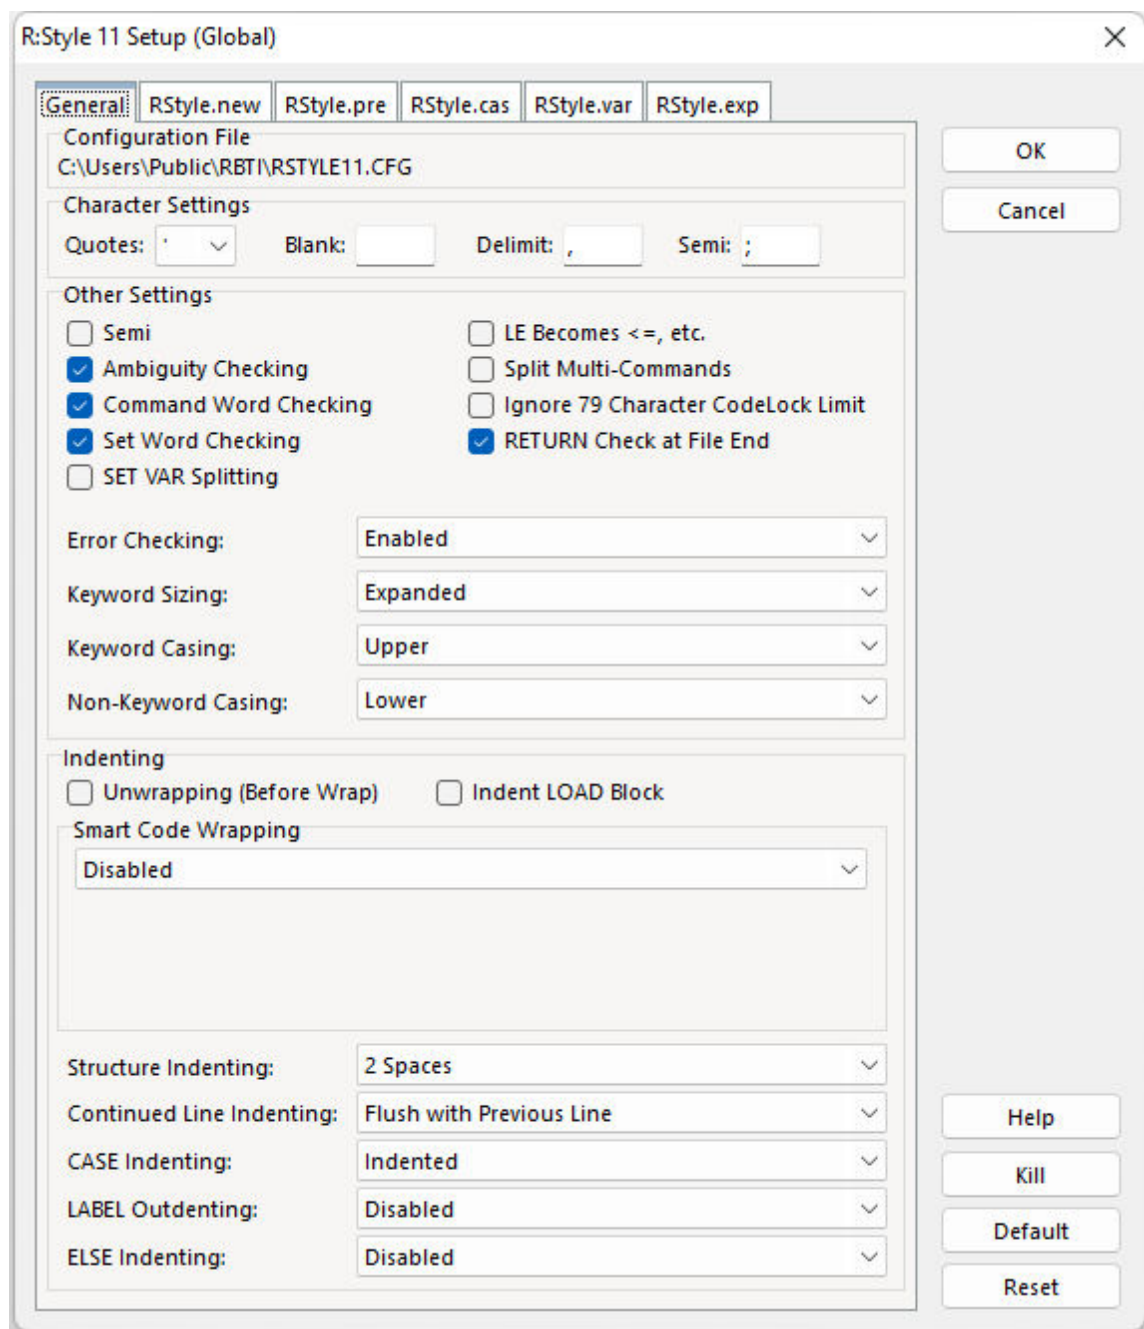 R:Style 11 Setup (Global)
General RStyle.new RStyle.pre RStyle.cas RStyle.var RStyle.exp
Configuration File
C:\Users\Public\RBTI\RSTYLE11.CFG
OK
Cancel
Character Settings
Quotes: ' Blank: Delimit: , Semi: ;
Other Settings
Semi
LE Becomes <=, etc.
Ambiguity Checking
Split Multi-Commands
Command Word Checking
Ignore 79 Character CodeLock Limit
Set Word Checking
RETURN Check at File End
SET VAR Splitting
Error Checking: Enabled
Keyword Sizing: Expanded
Keyword Casing: Upper
Non-Keyword Casing: Lower
Indenting
Unwrapping (Before Wrap)
Indent LOAD Block
Smart Code Wrapping
Disabled
Structure Indenting: 2 Spaces
Continued Line Indenting: Flush with Previous Line
CASE Indenting: Indented
LABEL Outdenting: Disabled
ELSE Indenting: Disabled
Help
Kill
Default
Reset